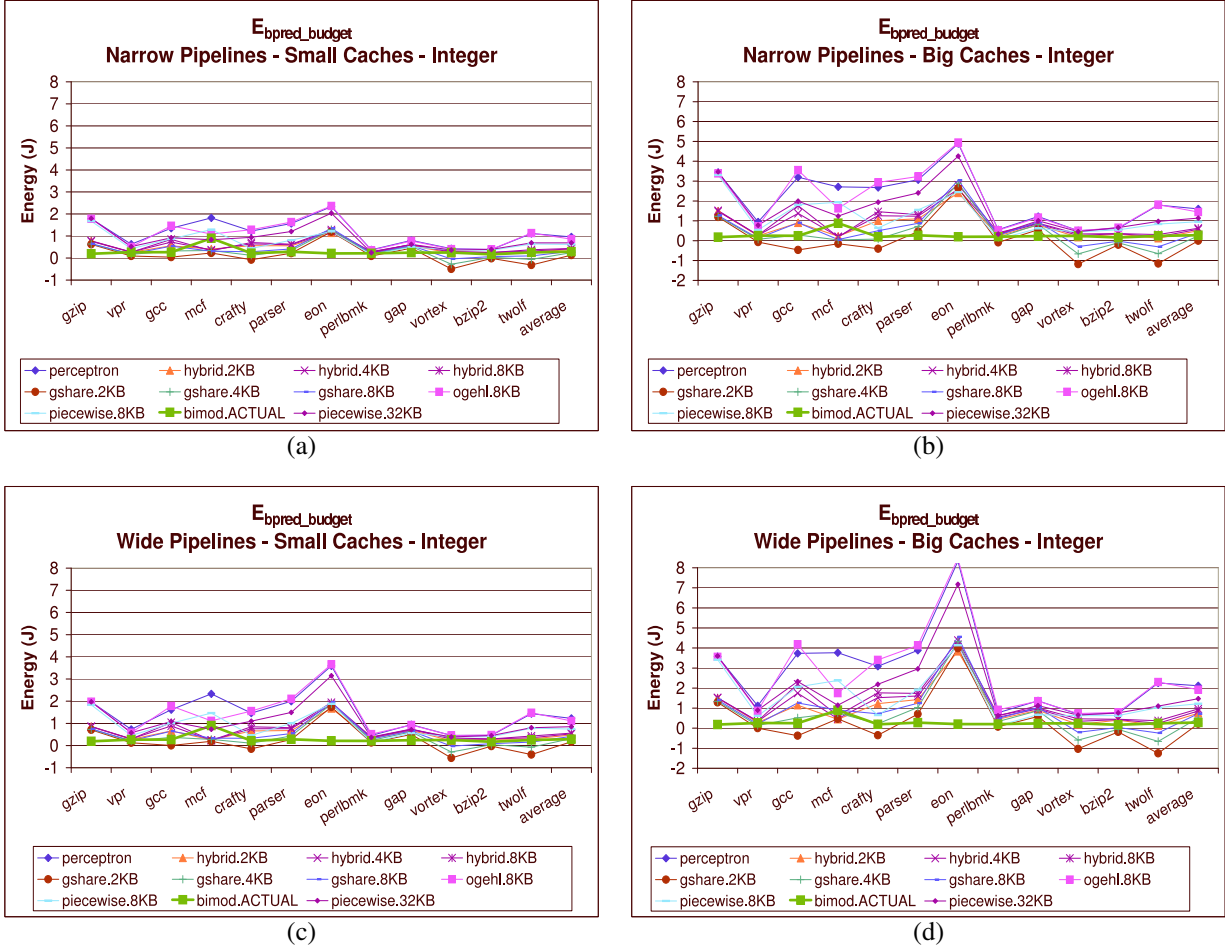 E_bpred_budget
Narrow Pipelines - Small Caches - Integer
Energy (J)
8
7
6
5
4
3
2
1
0
-1
gzip vpr gcc mcf crafty parser eon perlbmk gap vortex bzip2 twolf average
perceptron hybrid.2KB hybrid.4KB hybrid.8KB
gshare.2KB gshare.4KB gshare.8KB ogehl.8KB
piecewise.8KB bimod.ACTUAL piecewise.32KB
(a)
E_bpred_budget
Narrow Pipelines - Big Caches - Integer
Energy (J)
8
7
6
5
4
3
2
1
0
-1
-2
gzip vpr gcc mcf crafty parser eon perlbmk gap vortex bzip2 twolf average
perceptron hybrid.2KB hybrid.4KB hybrid.8KB
gshare.2KB gshare.4KB gshare.8KB ogehl.8KB
piecewise.8KB bimod.ACTUAL piecewise.32KB
(b)
E_bpred_budget
Wide Pipelines - Small Caches - Integer
Energy (J)
8
7
6
5
4
3
2
1
0
-1
gzip vpr gcc mcf crafty parser eon perlbmk gap vortex bzip2 twolf average
perceptron hybrid.2KB hybrid.4KB hybrid.8KB
gshare.2KB gshare.4KB gshare.8KB ogehl.8KB
piecewise.8KB bimod.ACTUAL piecewise.32KB
(c)
E_bpred_budget
Wide Pipelines - Big Caches - Integer
Energy (J)
8
7
6
5
4
3
2
1
0
-1
-2
gzip vpr gcc mcf crafty parser eon perlbmk gap vortex bzip2 twolf average
perceptron hybrid.2KB hybrid.4KB hybrid.8KB
gshare.2KB gshare.4KB gshare.8KB ogehl.8KB
piecewise.8KB bimod.ACTUAL piecewise.32KB
(d)